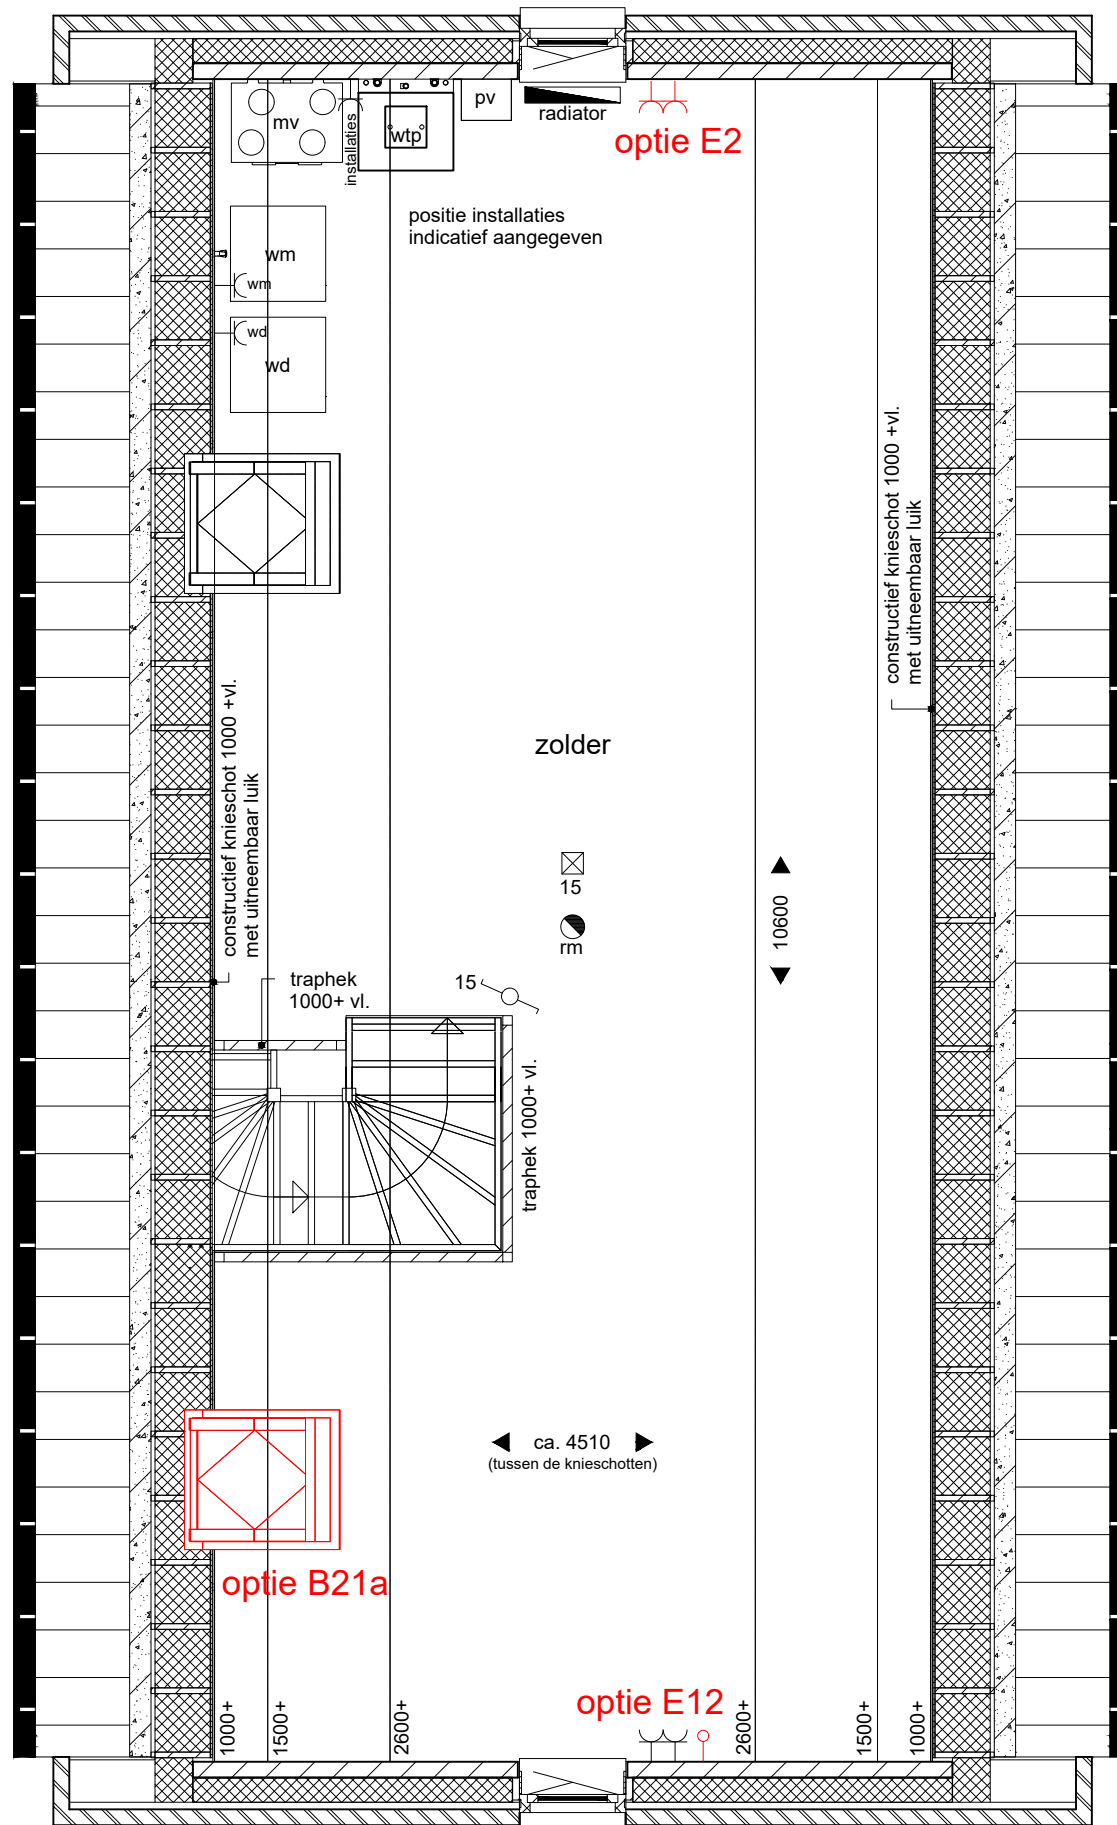 mv
installaties
wtp
pv
radiator
optie E2
positie installaties
indicatief aangegeven
wm
wm
wd
wd
constructief knieschot 1000 +vl.
met uitneembaar luik
constructief knieschot 1000 +vl.
met uitneembaar luik
zolder
15
rm
10600
traphek
1000+ vl.
15
traphek 1000+ vl.
ca. 4510
(tussen de knieschotten)
optie B21a
optie E12
1000+
1500+
2600+
2600+
1500+
1000+